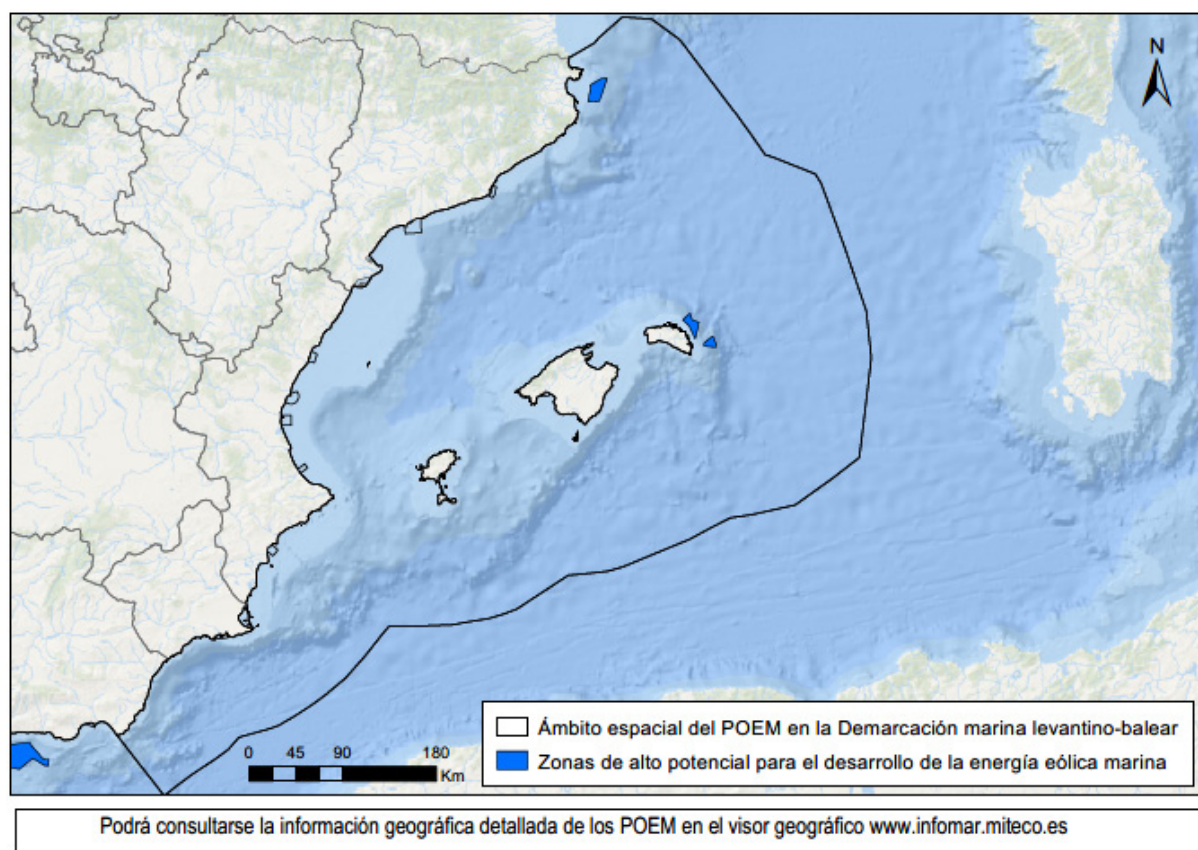 N
Ámbito espacial del POEM en la Demarcación marina levantino-balear
Zonas de alto potencial para el desarrollo de la energía eólica marina
0 45 90 180
Km
Podrá consultarse la información geográfica detallada de los POEM en el visor geográfico www.infomar.miteco.es